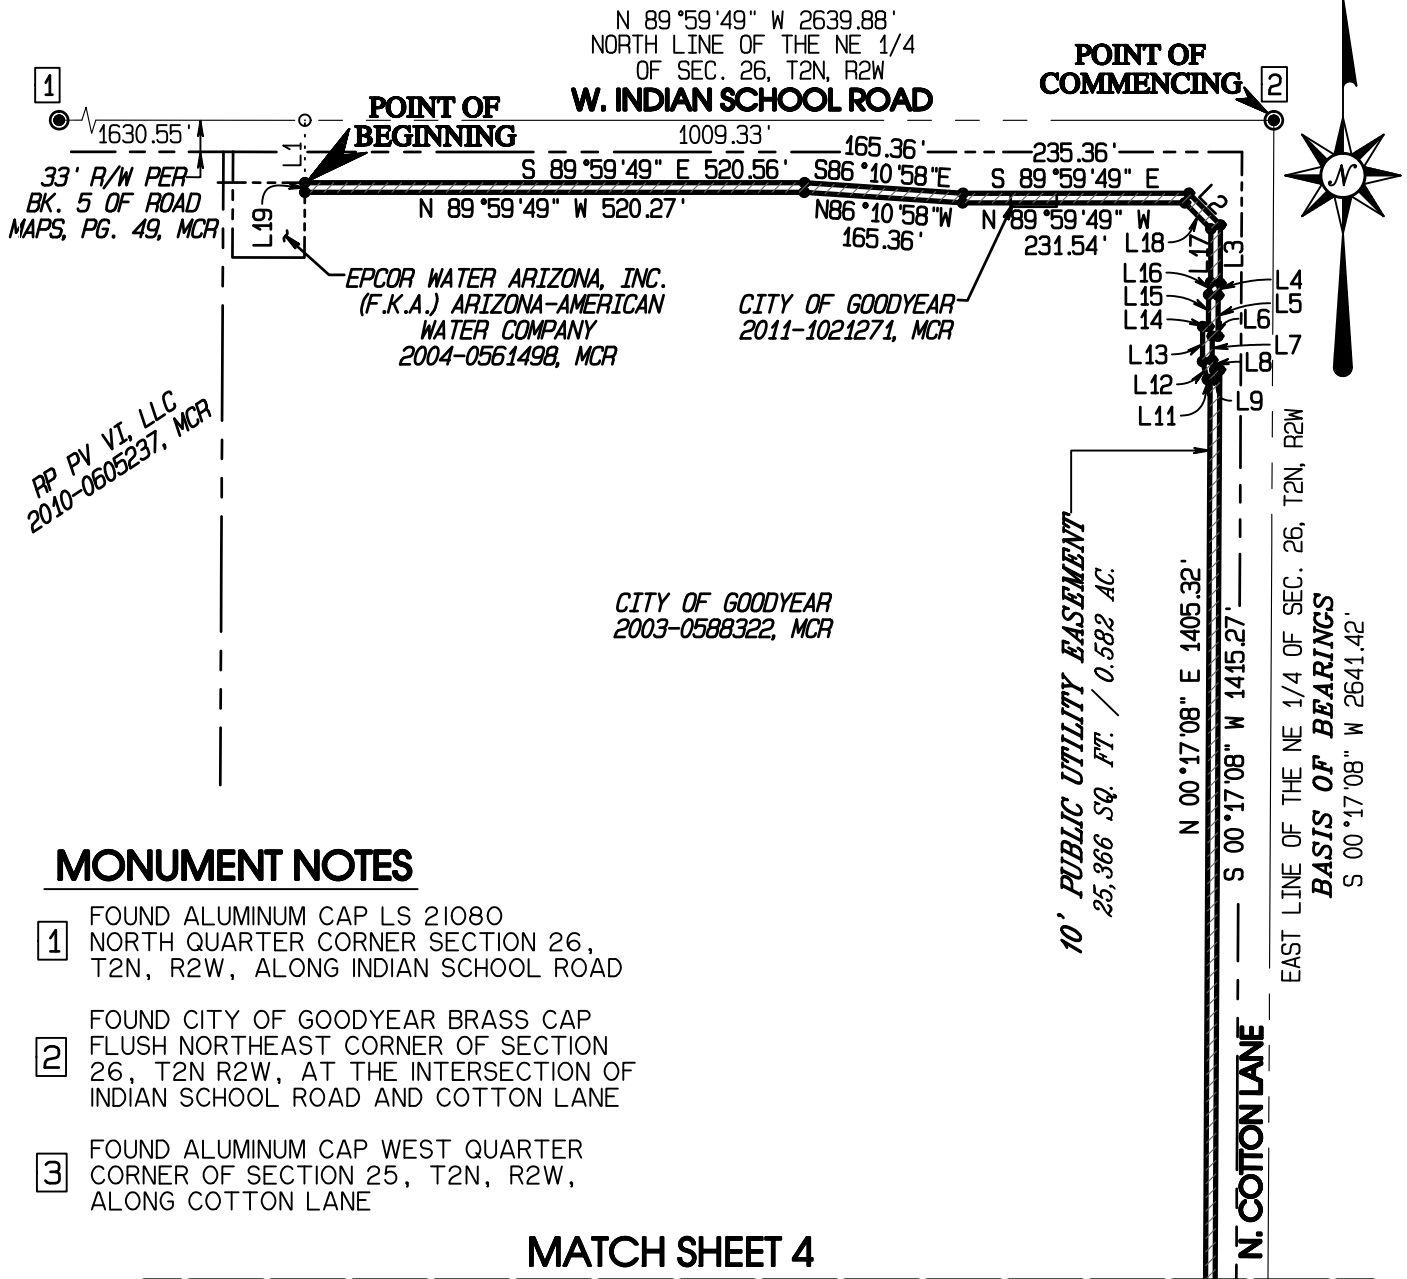 N 89°59'49" W 2639.88'
NORTH LINE OF THE NE 1/4
OF SEC. 26, T2N, R2W
W. INDIAN SCHOOL ROAD
POINT OF
COMMENCING
1
2
POINT OF
BEGINNING
1630.55'
L1
1009.33'
33' R/W PER
BK. 5 OF ROAD
MAPS, PG. 49, MCR
L19
S 89°59'49" E 520.56'
N 89°59'49" W 520.27'
165.36'
S86°10'58"E
N86°10'58"W
165.36'
235.36'
S 89°59'49" E
N 89°59'49" W
231.54'
L2
L18
L17
L3
L16
L4
L15
L5
L14
L6
L13
L7
L12
L8
L11
L9
N
EPCOR WATER ARIZONA, INC.
(F.K.A.) ARIZONA-AMERICAN
WATER COMPANY
2004-0561498, MCR
CITY OF GOODYEAR
2011-1021271, MCR
RP PV VI, LLC
2010-0605237, MCR
CITY OF GOODYEAR
2003-0588322, MCR
10' PUBLIC UTILITY EASEMENT
25,366 SQ. FT. / 0.582 AC.
N 00°17'08" E 1405.32'
S 00°17'08" W 1415.27'
EAST LINE OF THE NE 1/4 OF SEC. 26, T2N, R2W
BASIS OF BEARINGS
S 00°17'08" W 2641.42'
N. COTTON LANE
MONUMENT NOTES
1 FOUND ALUMINUM CAP LS 21080
NORTH QUARTER CORNER SECTION 26,
T2N, R2W, ALONG INDIAN SCHOOL ROAD
2 FOUND CITY OF GOODYEAR BRASS CAP
FLUSH NORTHEAST CORNER OF SECTION
26, T2N R2W, AT THE INTERSECTION OF
INDIAN SCHOOL ROAD AND COTTON LANE
3 FOUND ALUMINUM CAP WEST QUARTER
CORNER OF SECTION 25, T2N, R2W,
ALONG COTTON LANE
MATCH SHEET 4